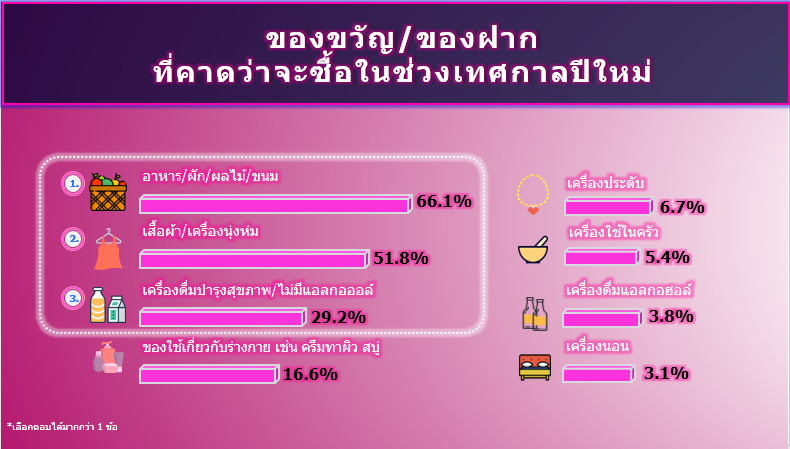 ของขวัญ/ของฝาก
ที่คาดว่าจะซื้อในช่วงเทศกาลปีใหม่
1.
อาหาร/ผัก/ผลไม้/ขนม
66.1%
2.
เสื้อผ้า/เครื่องนุ่งห่ม
51.8%
3.
เครื่องดื่มบำรุงสุขภาพ/ไม่มีแอลกอออล์
29.2%
ของใช้เกี่ยวกับร่างกาย เช่น ครีมทาผิว สบู่
16.6%
เครื่องประดับ
6.7%
เครื่องใช้ในครัว
5.4%
เครื่องดื่มแอลกอฮอล์
3.8%
เครื่องนอน
3.1%
*เลือกตอบได้มากกว่า 1 ข้อ